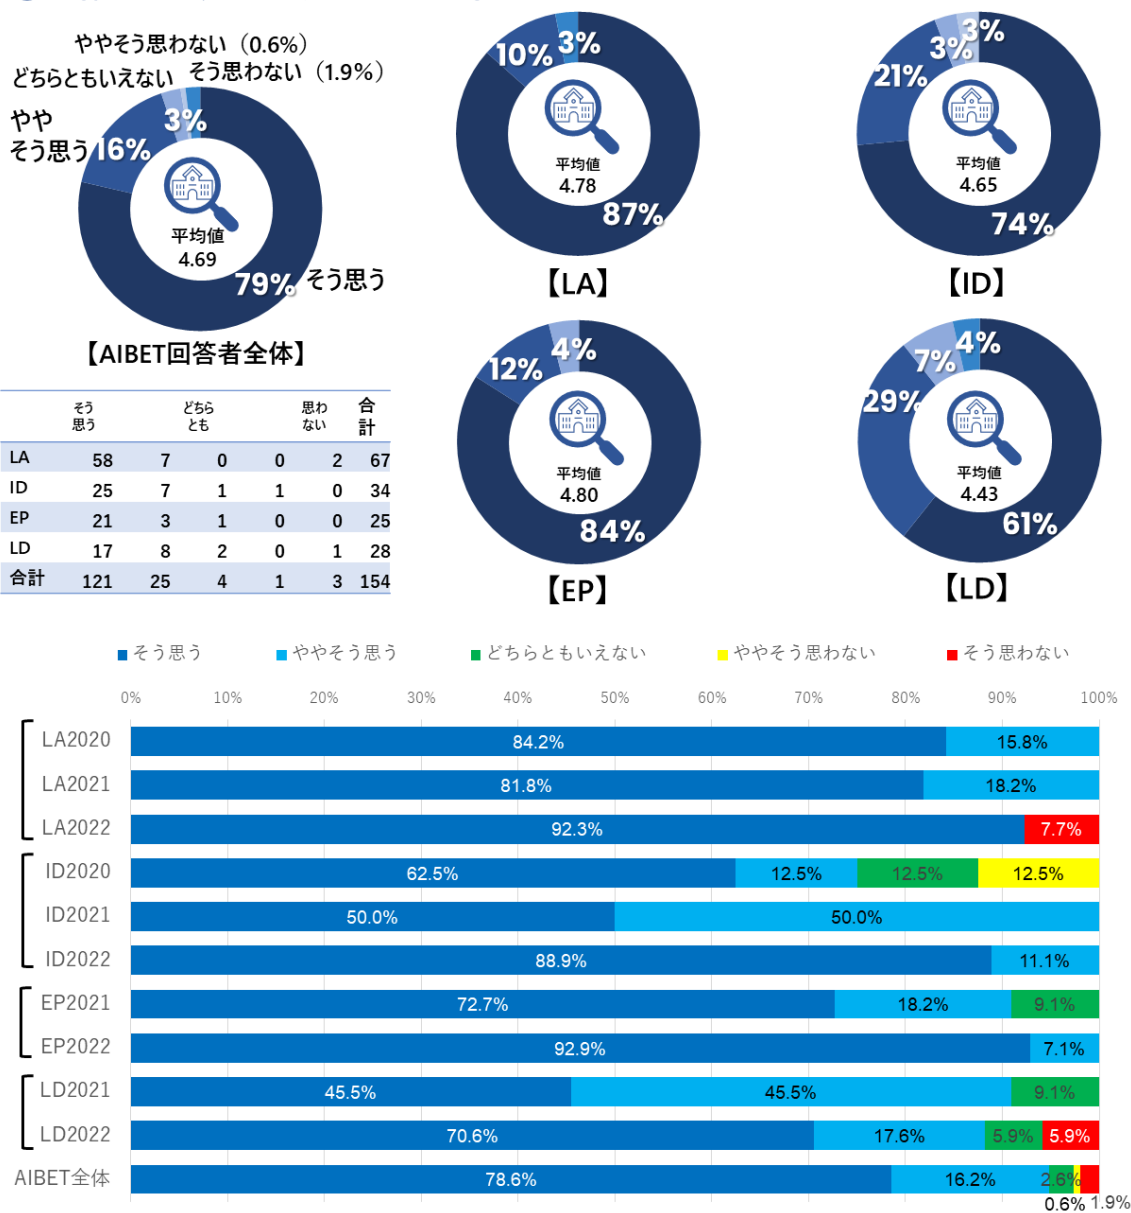 ややそう思わない（0.6%）
どちらともいえない そう思わない（1.9%）
やや
そう思う
3%
16%
平均値
4.69
79% そう思う
【AIBET回答者全体】
10% 3%
平均値
4.78
87%
【LA】
3%
3%
21%
平均値
4.65
74%
【ID】
4%
12%
平均値
4.80
84%
【EP】
4%
7%
29%
平均値
4.43
61%
【LD】
そう
思う
どちら
とも
思わ
ない
合
計
LA 58 7 0 0 2 67
ID 25 7 1 1 0 34
EP 21 3 1 0 0 25
LD 17 8 2 0 1 28
合計 121 25 4 1 3 154
そう思う ややそう思う どちらともいえない ややそう思わない そう思わない
0% 10% 20% 30% 40% 50% 60% 70% 80% 90% 100%
LA2020 84.2% 15.8%
LA2021 81.8% 18.2%
LA2022 92.3% 7.7%
ID2020 62.5% 12.5% 12.5% 12.5%
ID2021 50.0% 50.0%
ID2022 88.9% 11.1%
EP2021 72.7% 18.2% 9.1%
EP2022 92.9% 7.1%
LD2021 45.5% 45.5% 9.1%
LD2022 70.6% 17.6% 5.9% 5.9%
AIBET全体 78.6% 16.2% 2.6%
0.6% 1.9%